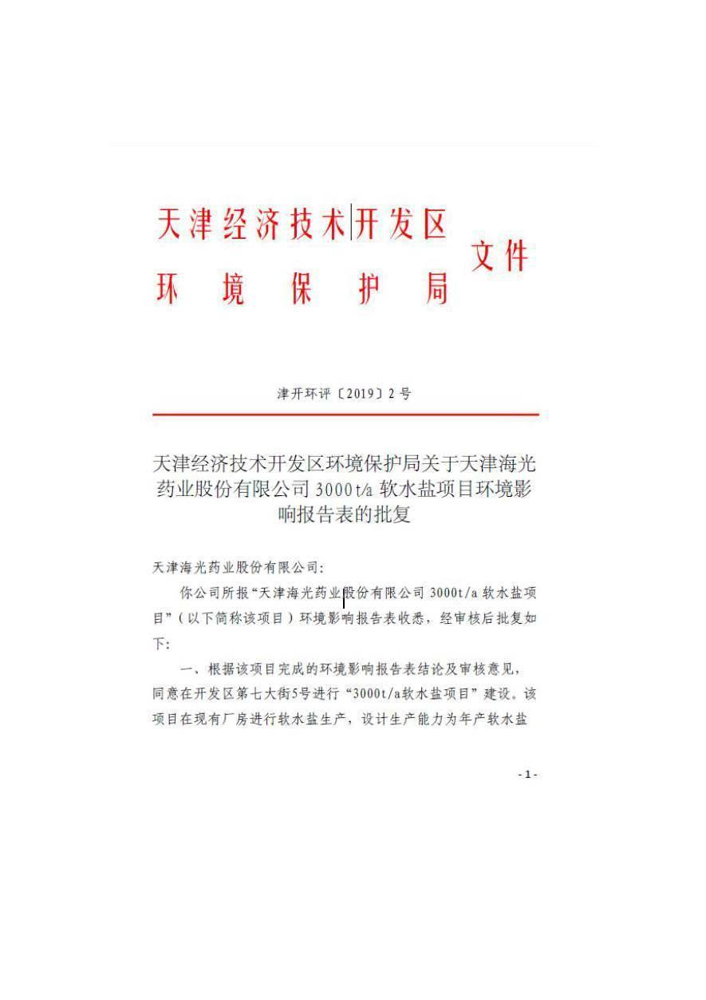 天津经济技术开发区
环境保护局
文件
津开环评〔2019〕2号
天津经济技术开发区环境保护局关于天津海光
药业股份有限公司3000t/a软水盐项目环境影
响报告表的批复
天津海光药业股份有限公司:
你公司所报“天津海光药业股份有限公司 3000t/a 软水盐项
目”(以下简称该项目)环境影响报告表收悉，经审核后批复如
下:
一、根据该项目完成的环境影响报告表结论及审核意见，
同意在开发区第七大街5号进行“3000t/a软水盐项目”建设。该
项目在现有厂房进行软水盐生产，设计生产能力为年产软水盐
-1-